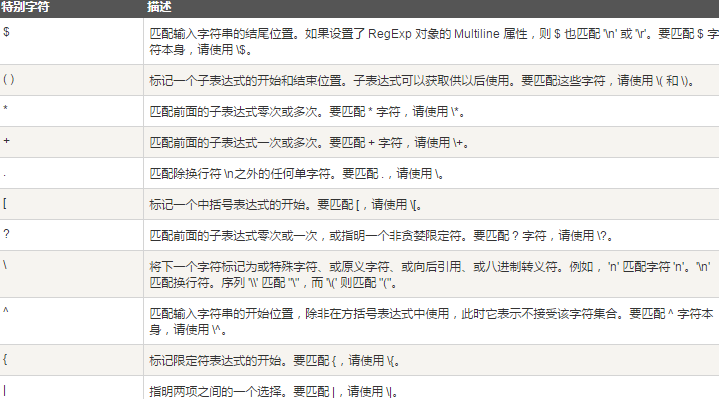 特别字符 描述
$ 匹配输入字符串的结尾位置。如果设置了 RegExp 对象的 Multiline 属性，则 $ 也匹配 '\n' 或 '\r'。要匹配 $ 字
符本身，请使用 \$。
( ) 标记一个子表达式的开始和结束位置。子表达式可以获取供以后使用。要匹配这些字符，请使用 \( 和 \)。
* 匹配前面的子表达式零次或多次。要匹配 * 字符，请使用 \*。
+ 匹配前面的子表达式一次或多次。要匹配 + 字符，请使用 \+。
. 匹配除换行符 \n之外的任何单字符。要匹配 .，请使用 \。
[ 标记一个中括号表达式的开始。要匹配 [，请使用 \[。
? 匹配前面的子表达式零次或一次，或指明一个非贪婪限定符。要匹配 ? 字符，请使用 \?。
\ 将下一个字符标记为或特殊字符、或原义字符、或向后引用、或八进制转义符。例如， 'n' 匹配字符 'n'。'\n'
匹配换行符。序列 '\\' 匹配 "\"，而 '\(' 则匹配 "("。
^ 匹配输入字符串的开始位置，除非在方括号表达式中使用，此时它表示不接受该字符集合。要匹配 ^ 字符本
身，请使用 \^。
{ 标记限定符表达式的开始。要匹配 {，请使用 \{。
| 指明两项之间的一个选择。要匹配 |，请使用 \|。